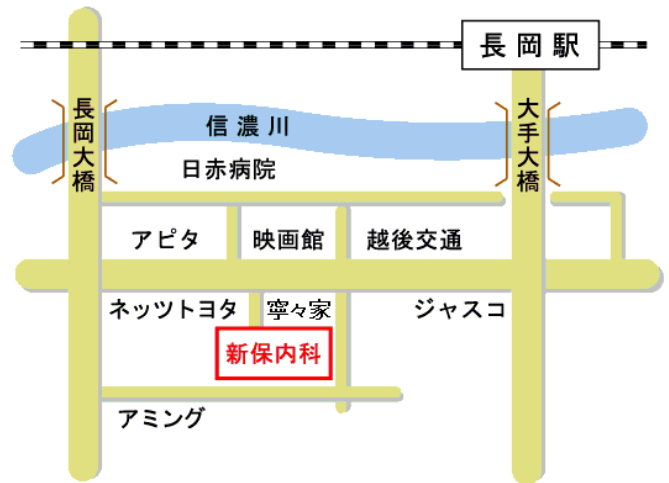 長岡駅
長岡大橋
大手大橋
信濃川
日赤病院
アピタ
映画館
越後交通
ネッツトヨタ
寧々家
ジャスコ
新保内科
アミング